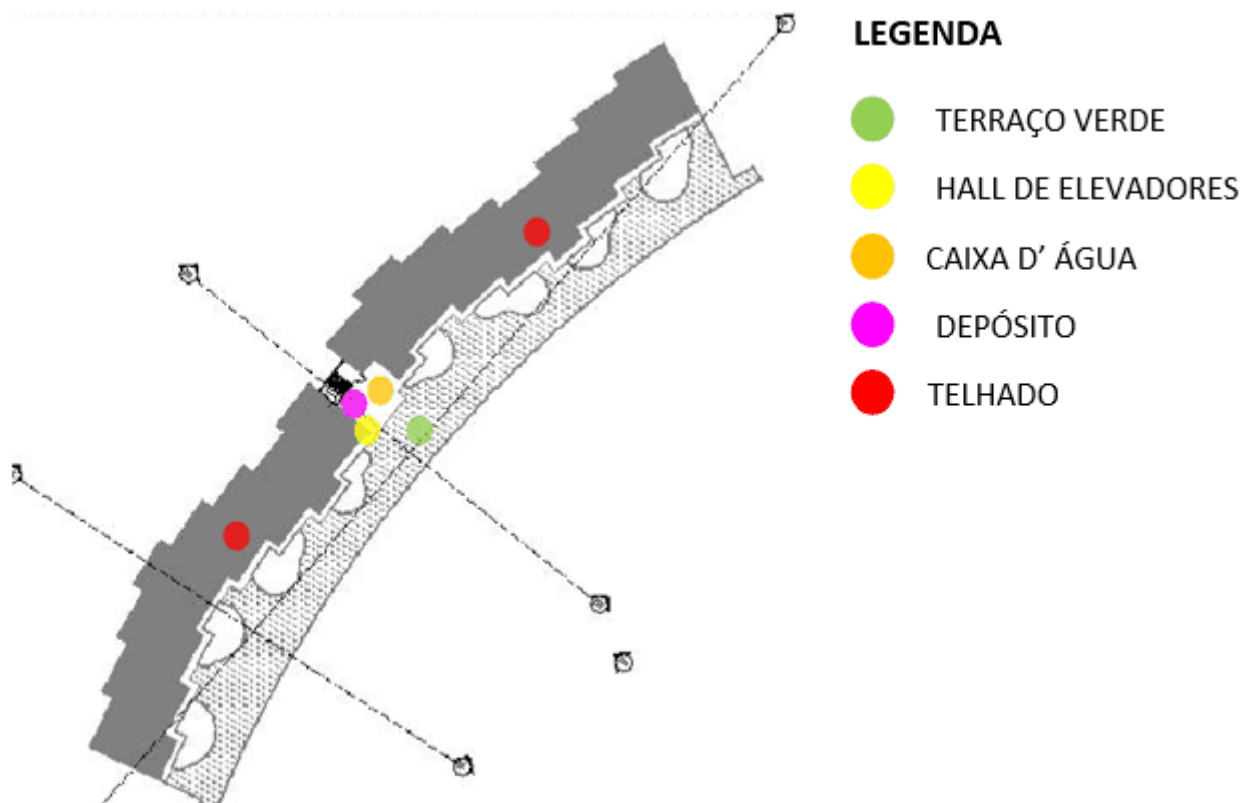 LEGENDA
TERRAÇO VERDE
HALL DE ELEVADORES
CAIXA D' ÁGUA
DEPÓSITO
TELHADO